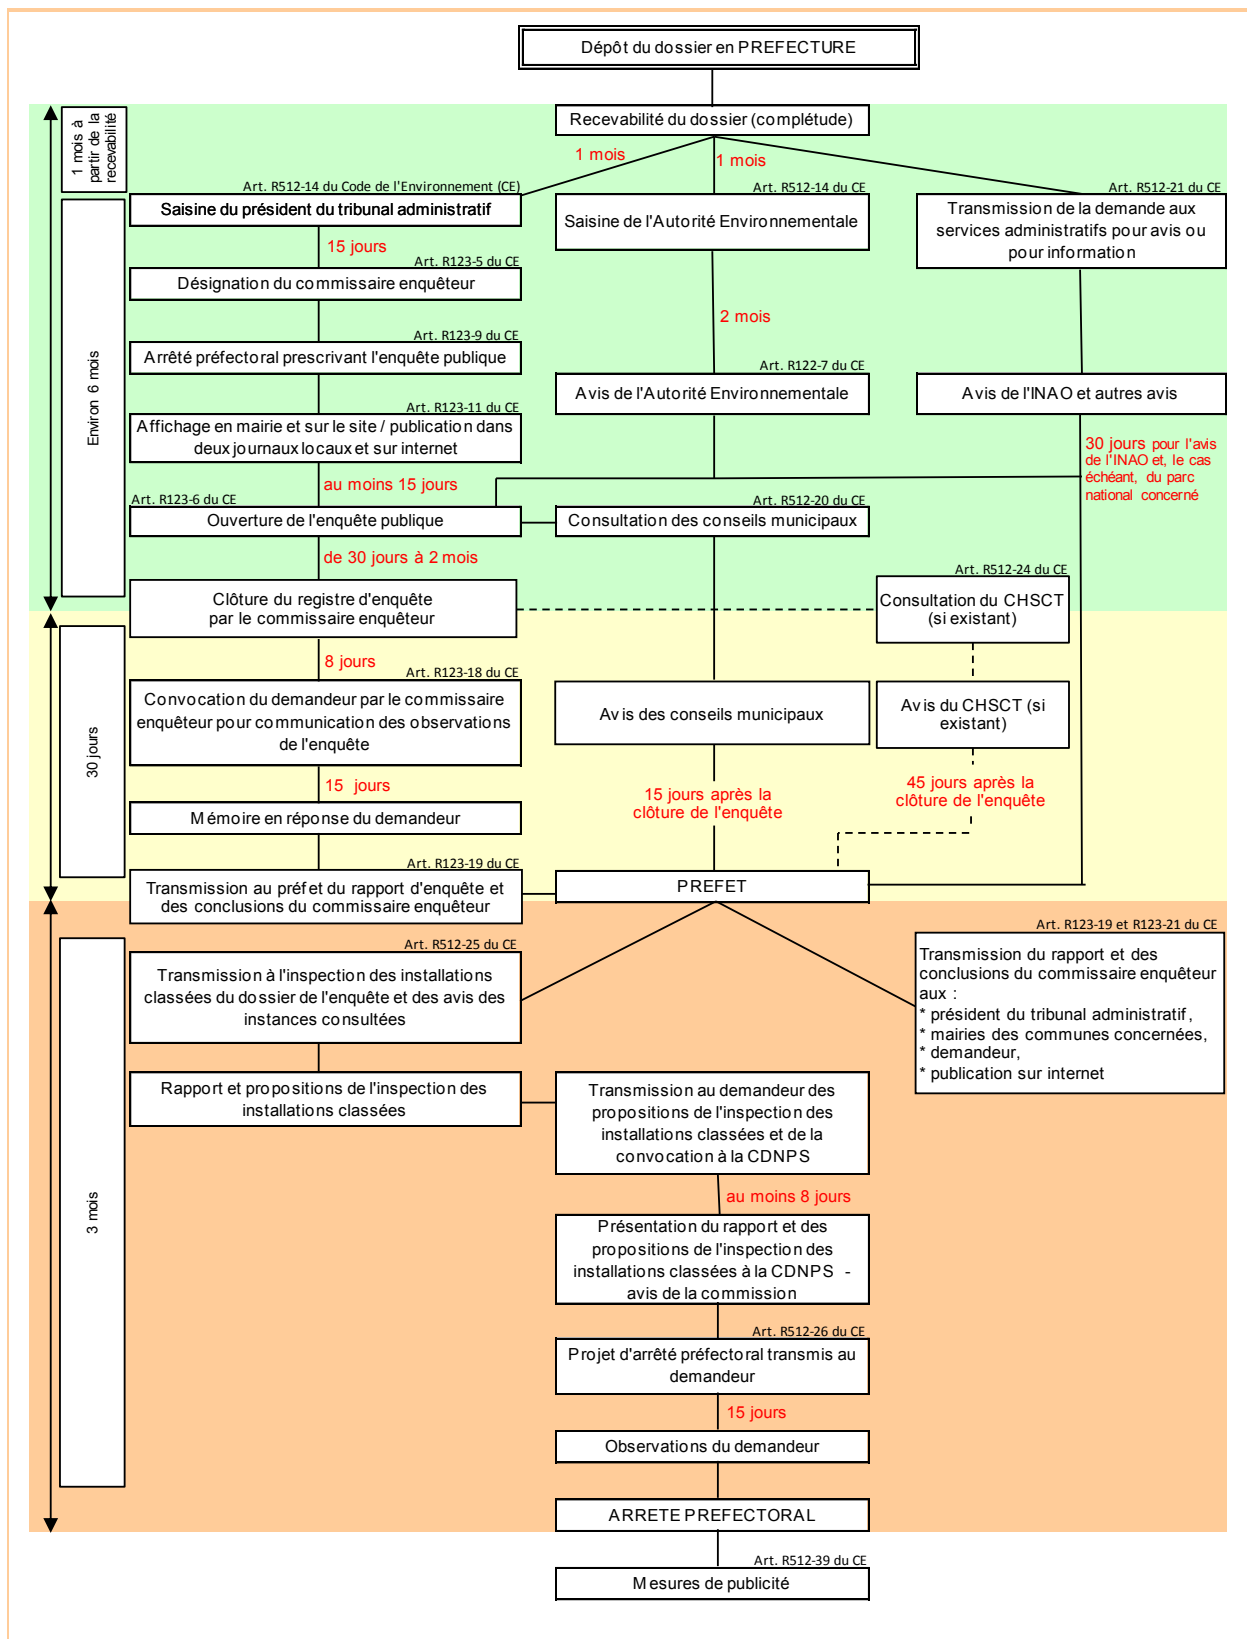 Dépôt du dossier en PREFECTURE
1 mois à
partir de la
recevabilité
Recevabilité du dossier (complétude)
1 mois
1 mois
Art. R512-14 du Code de l'Environnement (CE)
Saisine du président du tribunal administratif
Art. R512-14 du CE
Saisine de l'Autorité Environnementale
Art. R512-21 du CE
Transmission de la demande aux
services administratifs pour avis ou
pour information
Environ 6 mois
15 jours
Art. R123-5 du CE
Désignation du commissaire enquêteur
2 mois
Art. R123-9 du CE
Arrêté préfectoral prescrivant l'enquête publique
Art. R122-7 du CE
Avis de l'Autorité Environnementale
Avis de l'INAO et autres avis
Art. R123-11 du CE
Affichage en mairie et sur le site / publication dans
deux journaux locaux et sur internet
30 jours pour l'avis
de l'INAO et, le cas
échéant, du parc
national concerné
au moins 15 jours
Art. R123-6 du CE
Ouverture de l'enquête publique
Art. R512-20 du CE
Consultation des conseils municipaux
de 30 jours à 2 mois
Clôture du registre d'enquête
par le commissaire enquêteur
Art. R512-24 du CE
Consultation du CHSCT
(si existant)
30 jours
8 jours
Art. R123-18 du CE
Convocation du demandeur par le commissaire
enquêteur pour communication des observations
de l'enquête
Avis des conseils municipaux
Avis du CHSCT (si
existant)
15 jours
15 jours après la
clôture de l'enquête
45 jours après la
clôture de l'enquête
Mémoire en réponse du demandeur
Art. R123-19 du CE
Transmission au préfet du rapport d'enquête et
des conclusions du commissaire enquêteur
PREFET
3 mois
Art. R512-25 du CE
Transmission à l'inspection des installations
classées du dossier de l'enquête et des avis des
instances consultées
Art. R123-19 et R123-21 du CE
Transmission du rapport et des
conclusions du commissaire enquêteur
aux :
* président du tribunal administratif,
* mairies des communes concernées,
* demandeur,
* publication sur internet
Rapport et propositions de l'inspection des
installations classées
Transmission au demandeur des
propositions de l'inspection des
installations classées et de la
convocation à la CDNPS
au moins 8 jours
Présentation du rapport et des
propositions de l'inspection des
installations classées à la CDNPS -
avis de la commission
Art. R512-26 du CE
Projet d'arrêté préfectoral transmis au
demandeur
15 jours
Observations du demandeur
ARRETE PREFECTORAL
Art. R512-39 du CE
Mesures de publicité